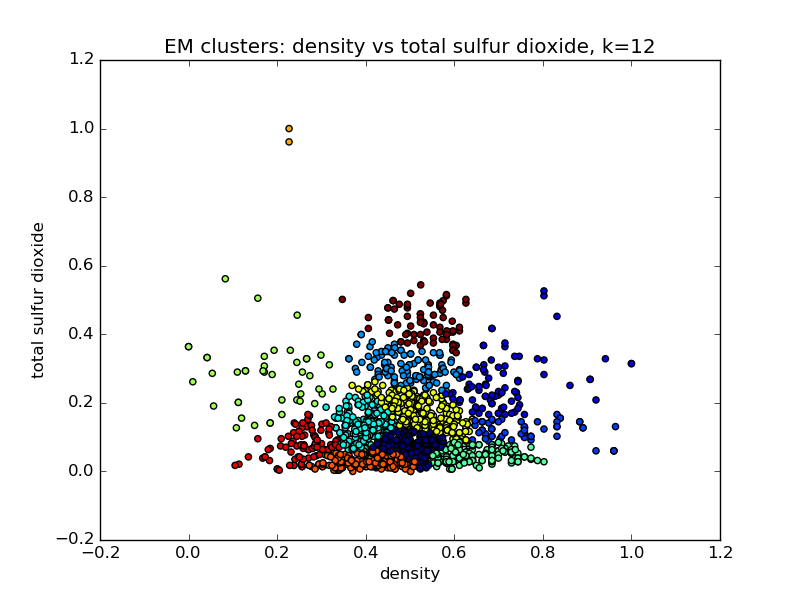 EM clusters: density vs total sulfur dioxide, k=12
1.2
1.0
0.8
0.6
0.4
0.2
0.0
−0.2
total sulfur dioxide
−0.2 0.0 0.2 0.4 0.6 0.8 1.0 1.2
density